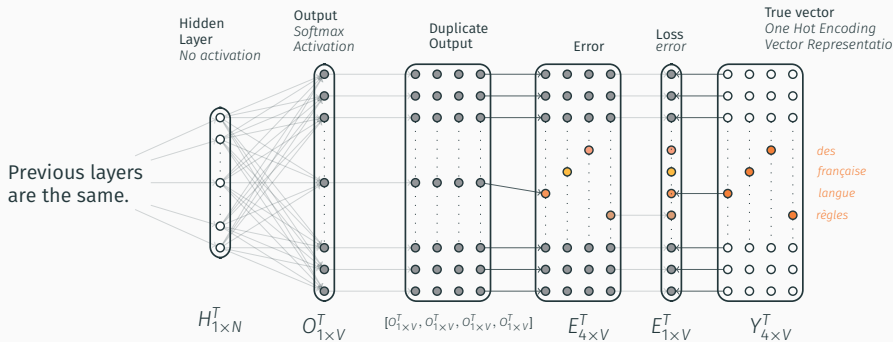 Hidden
Layer
No activation
Output
Softmax
Activation
Duplicate
Output
Error
Loss
error
True vector
One Hot Encoding
Vector Representatio
Previous layers
are the same.
des
française
langue
règles
H^T_{1×N}
O^T_{1×V}
[O^T_{1×V}, O^T_{1×V}, O^T_{1×V}, O^T_{1×V}]
E^T_{4×V}
E^T_{1×V}
Y^T_{4×V}